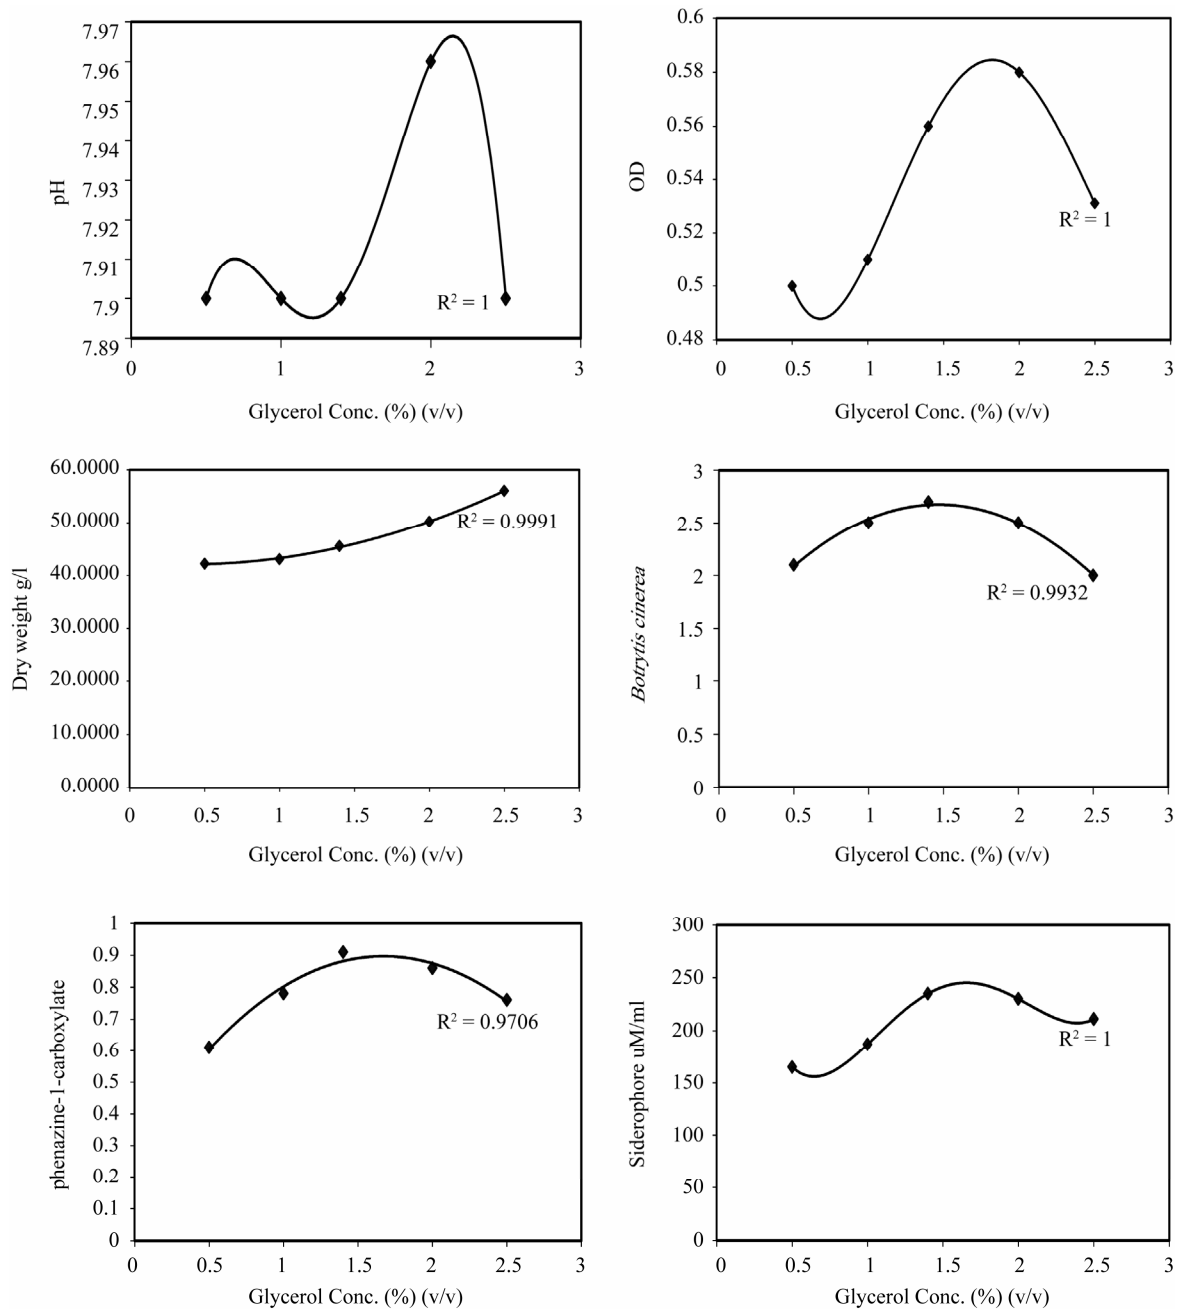 7.97
7.96
7.95
7.94
7.93
7.92
7.91
7.9
7.89
pH
R² = 1
0 1 2 3
Glycerol Conc. (%) (v/v)
0.6
0.58
0.56
0.54
0.52
0.5
0.48
OD
R² = 1
0 0.5 1 1.5 2 2.5 3
Glycerol Conc. (%) (v/v)
60.0000
50.0000
40.0000
30.0000
20.0000
10.0000
0.0000
Dry weight g/l
R² = 0.9991
0 0.5 1 1.5 2 2.5 3
Glycerol Conc. (%) (v/v)
3
2.5
2
1.5
1
0.5
0
Botrytis cinerea
R² = 0.9932
0 0.5 1 1.5 2 2.5 3
Glycerol Conc. (%) (v/v)
1
0.9
0.8
0.7
0.6
0.5
0.4
0.3
0.2
0.1
0
phenazine-1-carboxylate
R² = 0.9706
0 0.5 1 1.5 2 2.5 3
Glycerol Conc. (%) (v/v)
300
250
200
150
100
50
0
Siderophore uM/ml
R² = 1
0 0.5 1 1.5 2 2.5 3
Glycerol Conc. (%) (v/v)